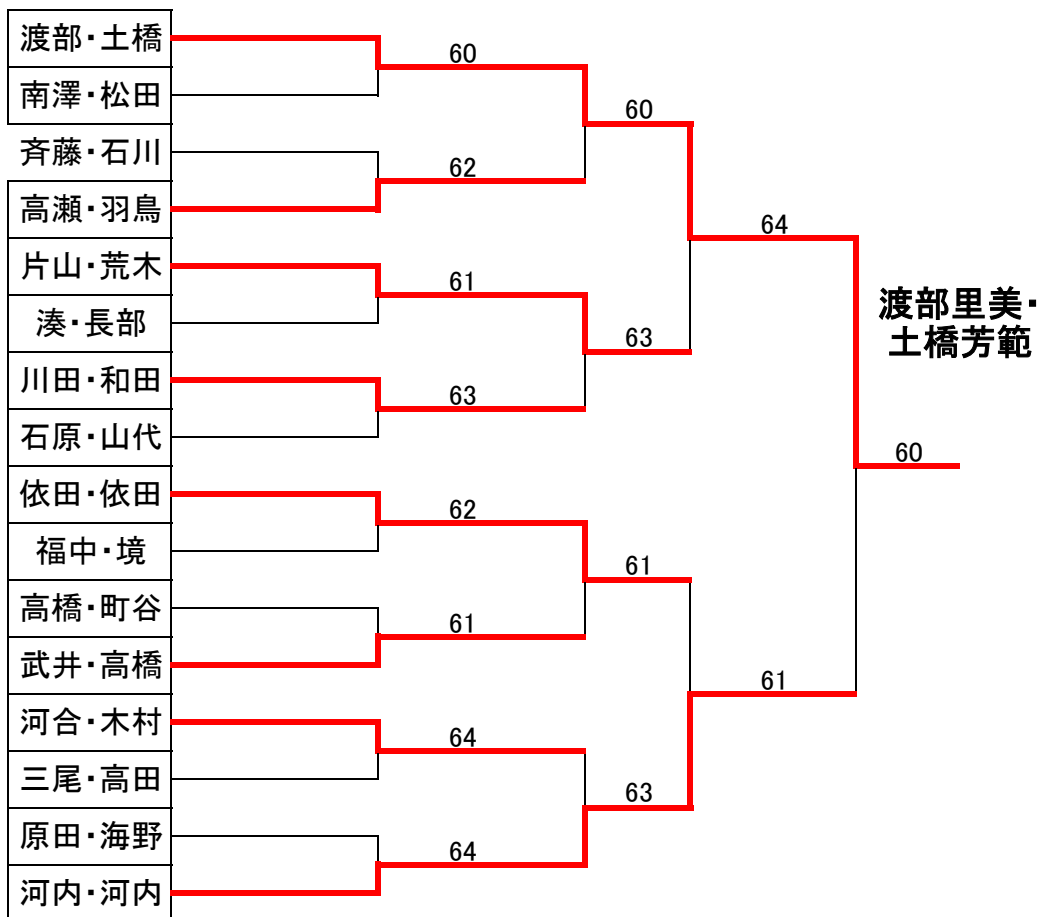 渡部・土橋
南澤・松田
斉藤・石川
高瀬・羽鳥
片山・荒木
湊・長部
川田・和田
石原・山代
依田・依田
福中・境
高橋・町谷
武井・高橋
河合・木村
三尾・高田
原田・海野
河内・河内
60
62
61
63
62
61
64
64
60
63
61
63
64
61
60
渡部里美・
土橋芳範